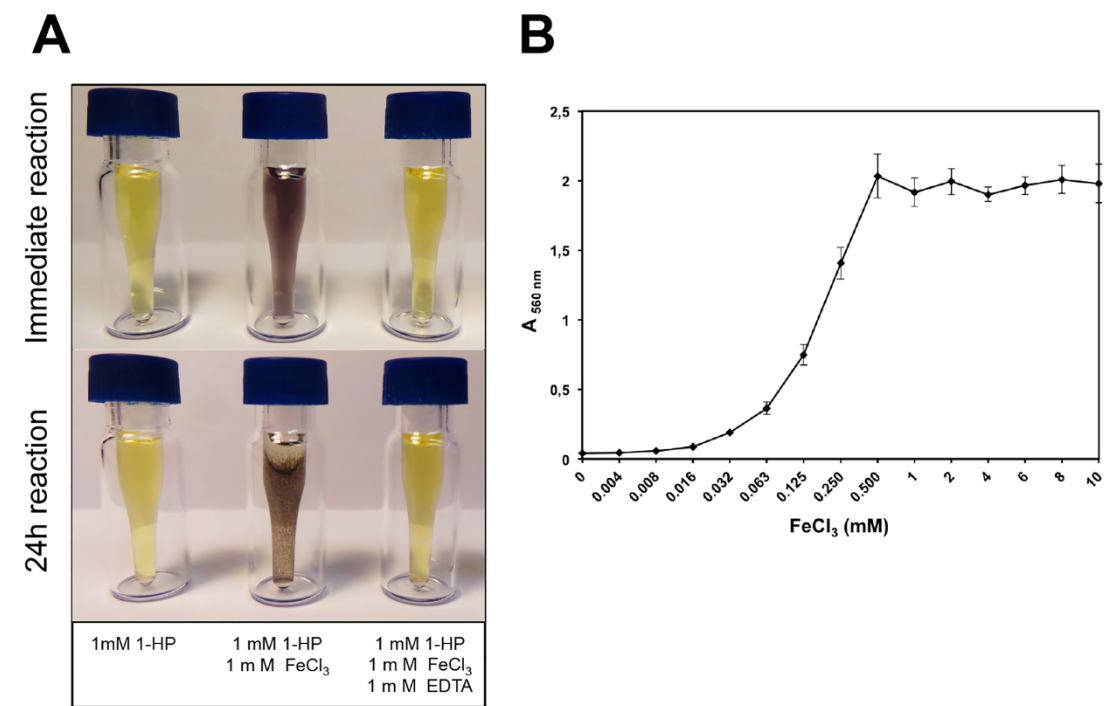 A
B
Immediate reaction
24h reaction
1mM 1-HP
1 mM 1-HP
1 m M FeCl₃
1 mM 1-HP
1 m M FeCl₃
1 m M EDTA
2,5
2
1,5
1
0,5
0
A 560 nm
0
0.004
0.008
0.016
0.032
0.063
0.125
0.250
0.500
1
2
4
6
8
10
FeCl₃ (mM)